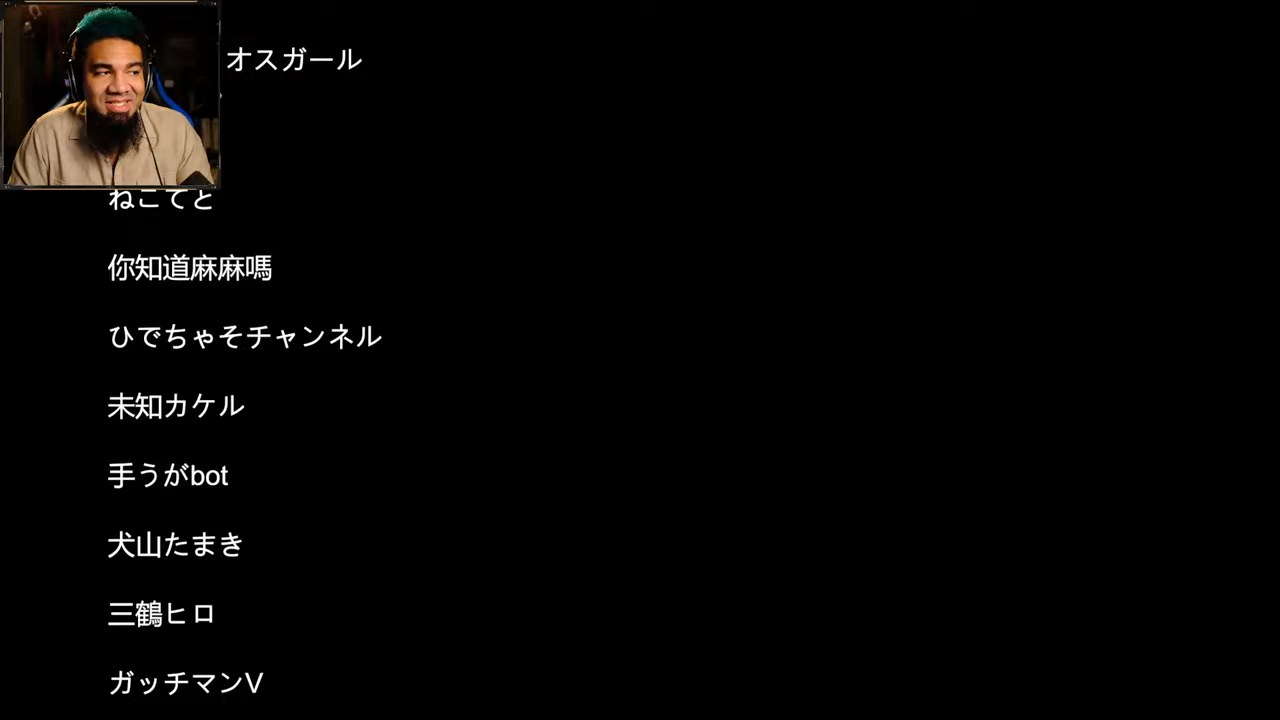 オスガール
ねこてと
你知道麻麻嗎
ひでちゃそチャンネル
未知カケル
手うがbot
犬山たまき
三鶴ヒロ
ガッチマンV